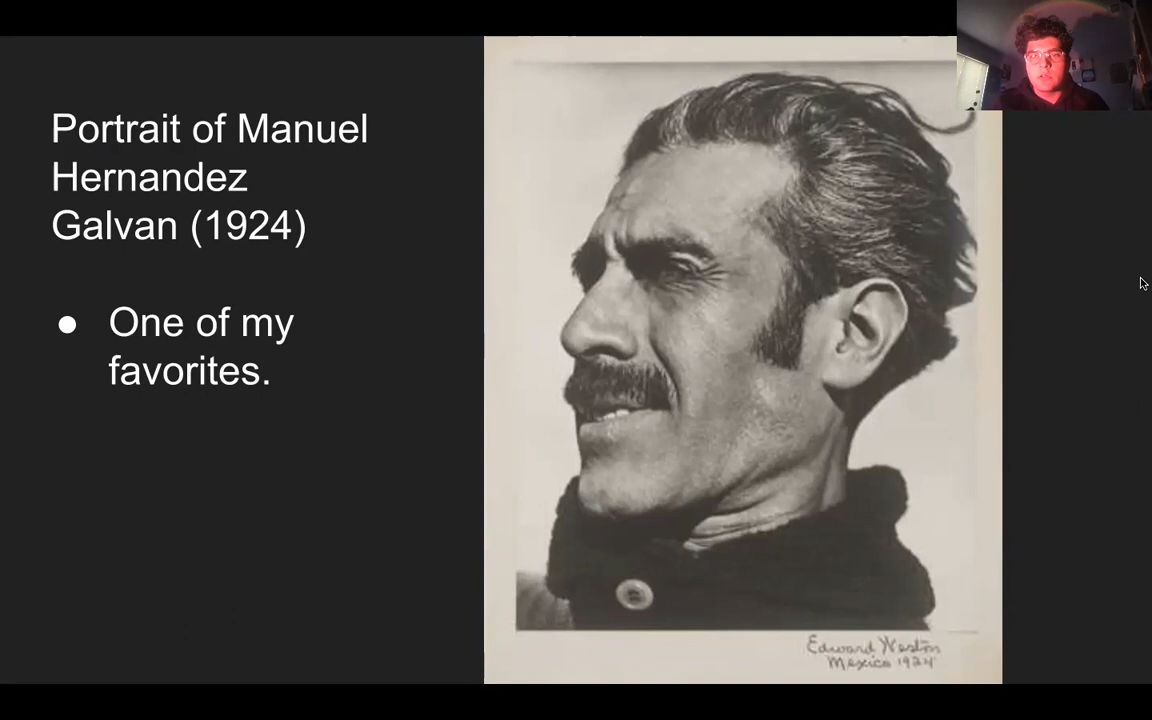 Portrait of Manuel
Hernandez
Galvan (1924)
● One of my
favorites.
Edward Weston
Mexico 1924